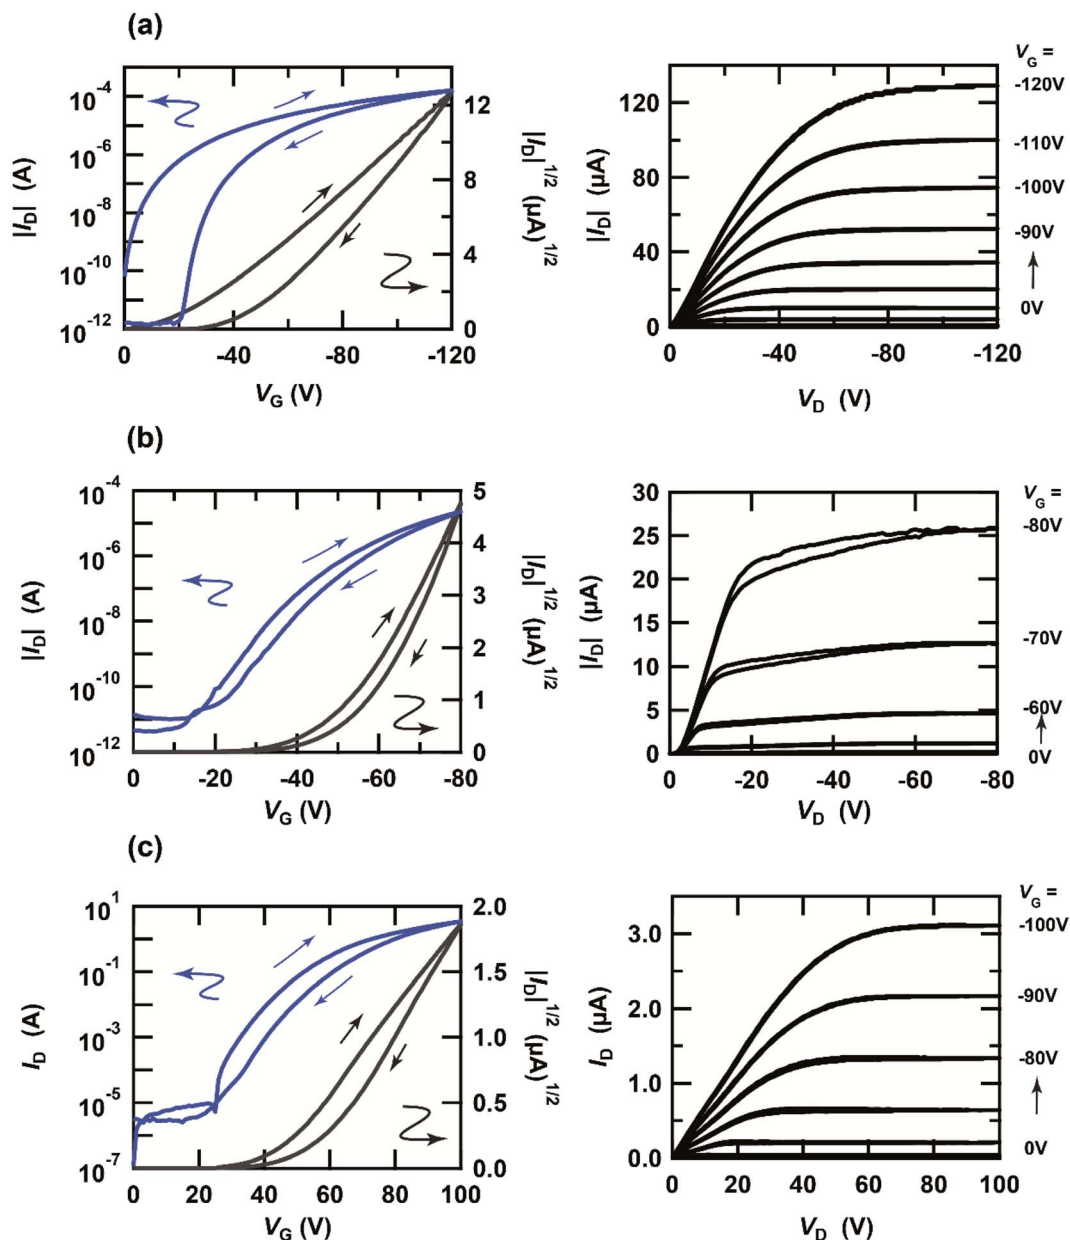 (a)
10⁻⁴
10⁻⁶
10⁻⁸
10⁻¹⁰
10⁻¹²
|I_D| (A)
0
-40
-80
-120
V_G (V)
12
8
4
0
|I_D|^1/2 (µA)^1/2
120
80
40
0
|I_D| (µA)
0
-40
-80
-120
V_D (V)
V_G =
-120V
-110V
-100V
-90V
0V
(b)
10⁻⁴
10⁻⁶
10⁻⁸
10⁻¹⁰
10⁻¹²
|I_D| (A)
0
-20
-40
-60
-80
V_G (V)
5
4
3
2
1
0
|I_D|^1/2 (µA)^1/2
30
25
20
15
10
5
0
|I_D| (µA)
0
-20
-40
-60
-80
V_D (V)
V_G =
-80V
-70V
-60V
0V
(c)
10¹
10⁻¹
10⁻³
10⁻⁵
10⁻⁷
I_D (A)
0
20
40
60
80
100
V_G (V)
2.0
1.5
1.0
0.5
0.0
|I_D|^1/2 (µA)^1/2
3.0
2.0
1.0
0.0
I_D (µA)
0
20
40
60
80
100
V_D (V)
V_G =
-100V
-90V
-80V
0V